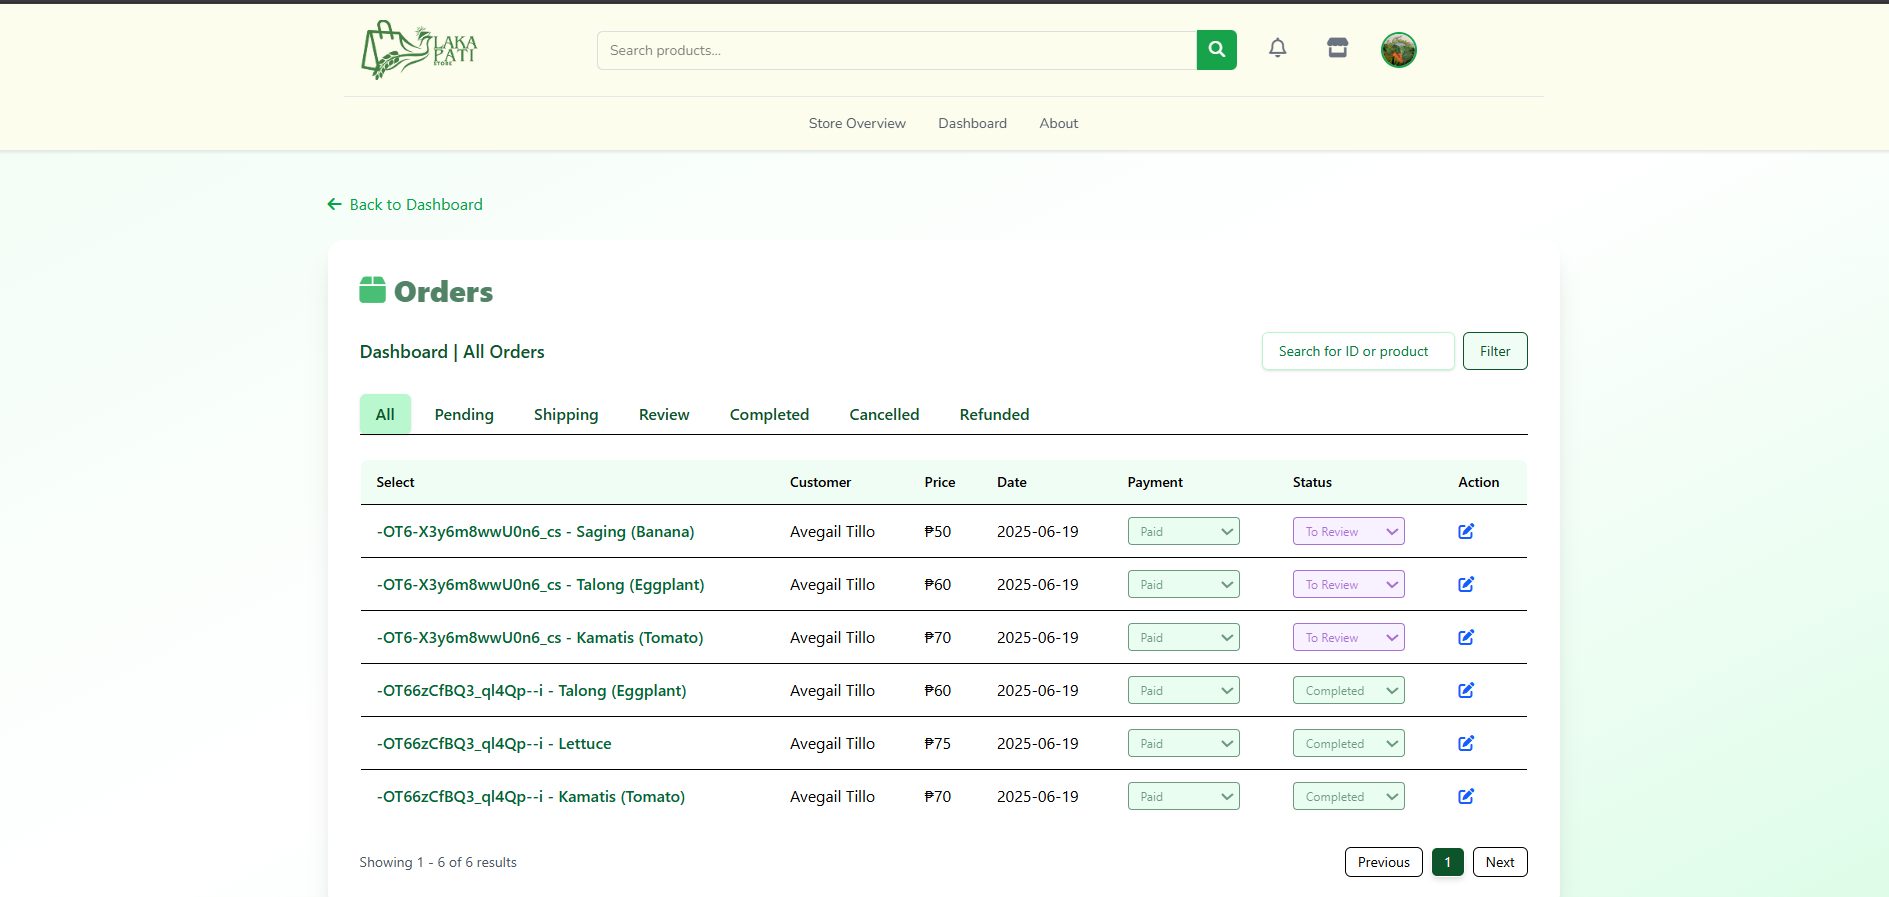 LAKA
PATI
STORE
Search products...
Store Overview Dashboard About
Back to Dashboard
Orders
Dashboard | All Orders
Search for ID or product Filter
All Pending Shipping Review Completed Cancelled Refunded
Select Customer Price Date Payment Status Action
-OT6-X3y6m8wwU0n6_cs - Saging (Banana) Avegail Tillo ₱50 2025-06-19 Paid To Review
-OT6-X3y6m8wwU0n6_cs - Talong (Eggplant) Avegail Tillo ₱60 2025-06-19 Paid To Review
-OT6-X3y6m8wwU0n6_cs - Kamatis (Tomato) Avegail Tillo ₱70 2025-06-19 Paid To Review
-OT66zCfBQ3_ql4Qp--i - Talong (Eggplant) Avegail Tillo ₱60 2025-06-19 Paid Completed
-OT66zCfBQ3_ql4Qp--i - Lettuce Avegail Tillo ₱75 2025-06-19 Paid Completed
-OT66zCfBQ3_ql4Qp--i - Kamatis (Tomato) Avegail Tillo ₱70 2025-06-19 Paid Completed
Showing 1 - 6 of 6 results Previous 1 Next